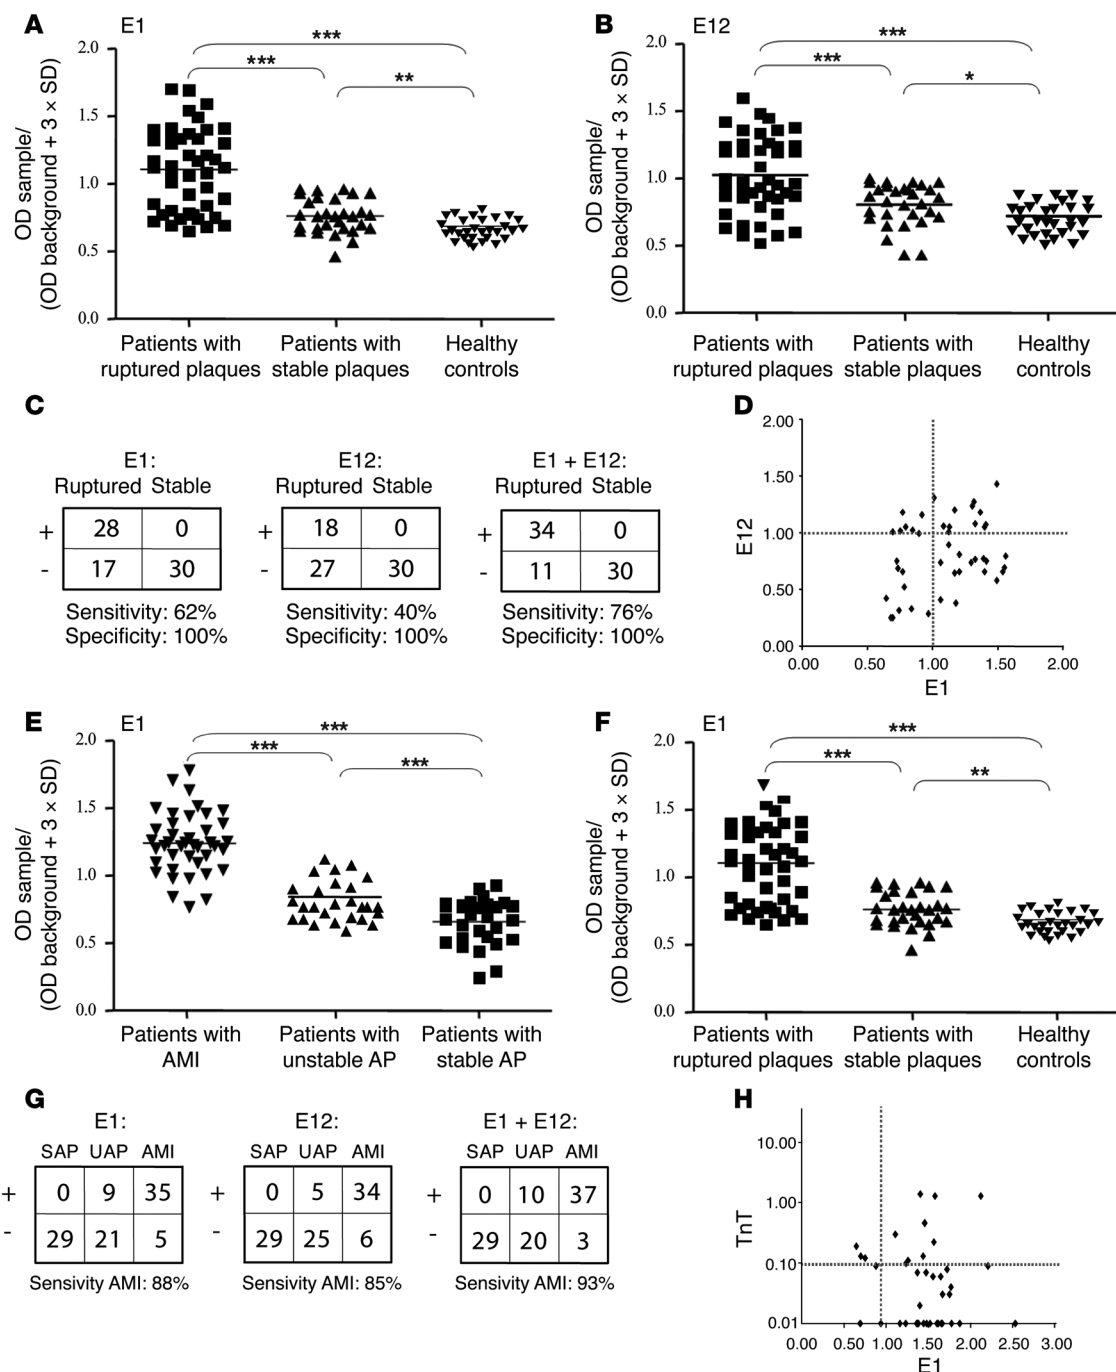 A
E1
OD sample/
(OD background + 3 × SD)
2.0
1.5
1.0
0.5
0.0
***
***
**
Patients with
ruptured plaques
Patients with
stable plaques
Healthy
controls
B
E12
OD sample/
(OD background + 3 × SD)
2.0
1.5
1.0
0.5
0.0
***
***
*
Patients with
ruptured plaques
Patients with
stable plaques
Healthy
controls
C
E1:
Ruptured Stable
+ 28 0
- 17 30
Sensitivity: 62%
Specificity: 100%
E12:
Ruptured Stable
+ 18 0
- 27 30
Sensitivity: 40%
Specificity: 100%
E1 + E12:
Ruptured Stable
+ 34 0
- 11 30
Sensitivity: 76%
Specificity: 100%
D
E12
2.00
1.50
1.00
0.50
0.00
0.00 0.50 1.00 1.50 2.00
E1
E
E1
OD sample/
(OD background + 3 × SD)
2.0
1.5
1.0
0.5
0.0
***
***
***
Patients with
AMI
Patients with
unstable AP
Patients with
stable AP
F
E1
OD sample/
(OD background + 3 × SD)
2.0
1.5
1.0
0.5
0.0
***
***
**
Patients with
ruptured plaques
Patients with
stable plaques
Healthy
controls
G
E1:
SAP UAP AMI
+ 0 9 35
- 29 21 5
Sensivity AMI: 88%
E12:
SAP UAP AMI
+ 0 5 34
- 29 25 6
Sensivity AMI: 85%
E1 + E12:
SAP UAP AMI
+ 0 10 37
- 29 20 3
Sensivity AMI: 93%
H
TnT
10.00
1.00
0.10
0.01
0.00 0.50 1.00 1.50 2.00 2.50 3.00
E1